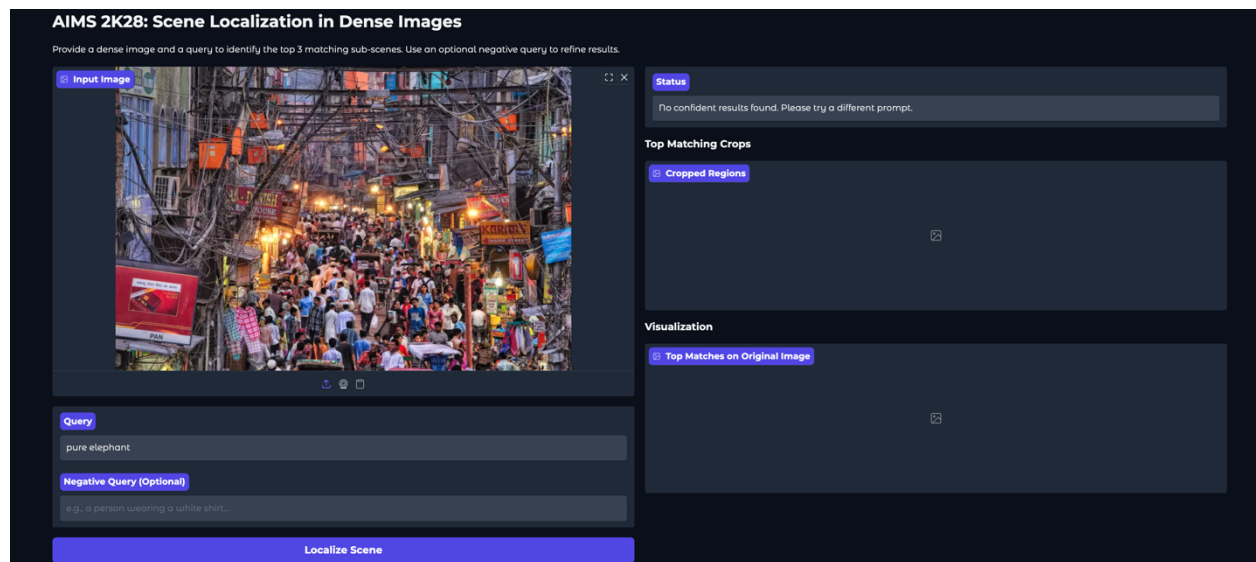 AIMS 2K28: Scene Localization in Dense Images
Provide a dense image and a query to identify the top 3 matching sub-scenes. Use an optional negative query to refine results.
Input Image
KARIM'S
PAN
Query
pure elephant
Negative Query (Optional)
e.g., a person wearing a white shirt...
Localize Scene
Status
No confident results found. Please try a different prompt.
Top Matching Crops
Cropped Regions
Visualization
Top Matches on Original Image